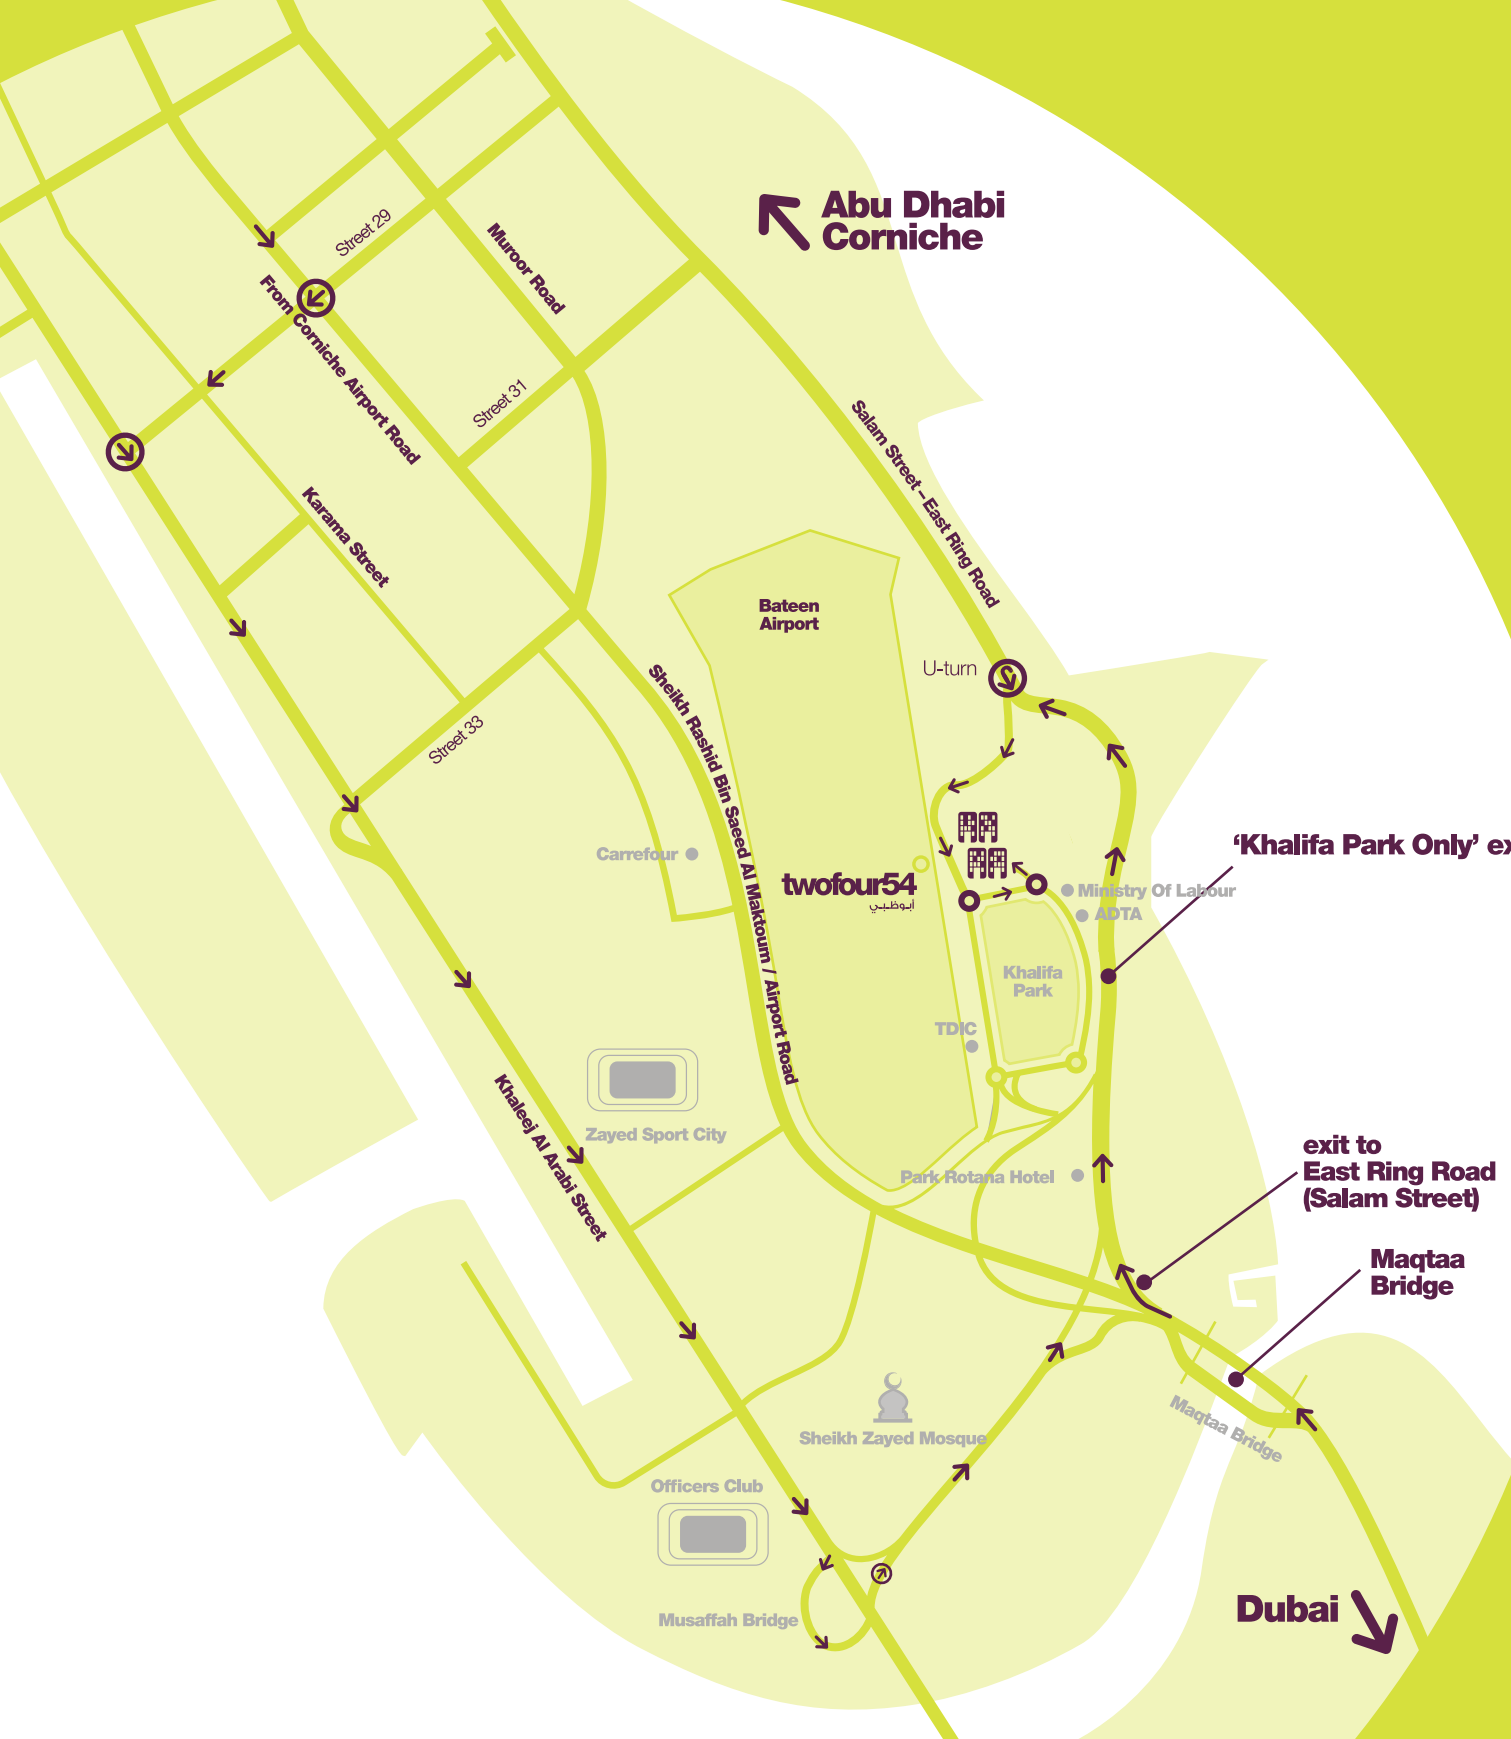 Abu Dhabi
Corniche
Street 29
Muroor Road
From Corniche Airport Road
Street 31
Salam Street – East Ring Road
Karama Street
Bateen
Airport
U-turn
Sheikh Rashid Bin Saeed Al Maktoum / Airport Road
Street 33
Carrefour
'Khalifa Park Only' ex
twofour54
أبوظبي
Ministry Of Labour
ADTA
Khalifa
Park
TDIC
Khaleej Al Arabi Street
Zayed Sport City
Park Rotana Hotel
exit to
East Ring Road
(Salam Street)
Maqtaa
Bridge
Maqtaa Bridge
Sheikh Zayed Mosque
Officers Club
Musaffah Bridge
Dubai